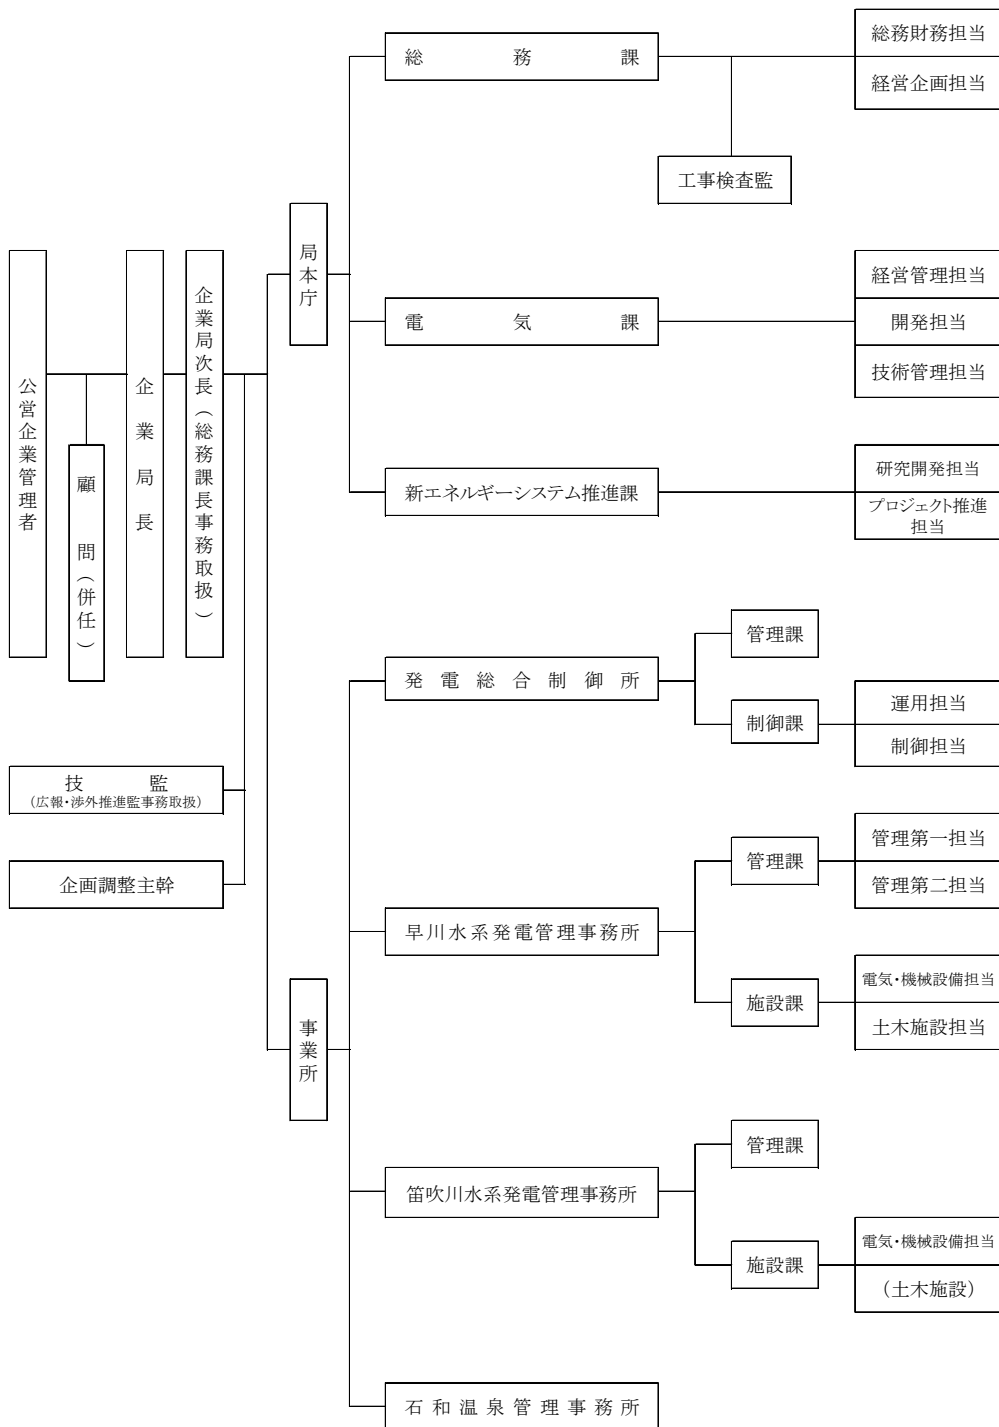 公営企業管理者
顧問（併任）
企業局長
企業局次長（総務課長事務取扱）
技監
（広報・渉外推進監事務取扱）
企画調整主幹
局本庁
総務課
総務財務担当
経営企画担当
工事検査監
電気課
経営管理担当
開発担当
技術管理担当
新エネルギーシステム推進課
研究開発担当
プロジェクト推進
担当
事業所
発電総合制御所
管理課
制御課
運用担当
制御担当
早川水系発電管理事務所
管理課
管理第一担当
管理第二担当
施設課
電気・機械設備担当
土木施設担当
笛吹川水系発電管理事務所
管理課
施設課
電気・機械設備担当
（土木施設）
石和温泉管理事務所